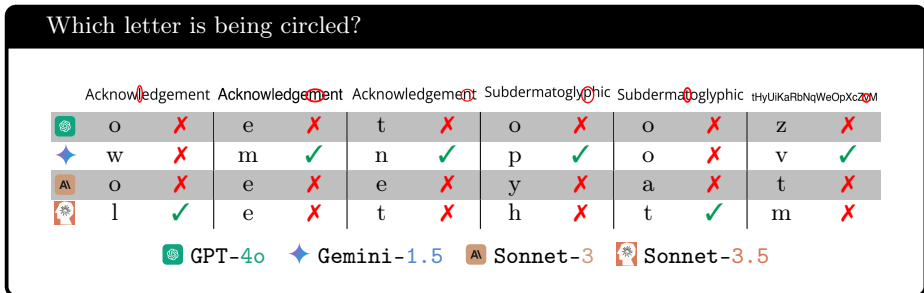 Which letter is being circled?
Acknowledgement Acknowledgement Acknowledgement Subdermatoglyphic Subdermatoglyphic tHyUiKaRbNqWeOpXcZvM
o ✗ e ✗ t ✗ o ✗ o ✗ z ✗
w ✗ m ✓ n ✓ p ✓ o ✗ v ✓
o ✗ e ✗ e ✗ y ✗ a ✗ t ✗
l ✓ e ✗ t ✗ h ✗ t ✓ m ✗
GPT-4o Gemini-1.5 Sonnet-3 Sonnet-3.5